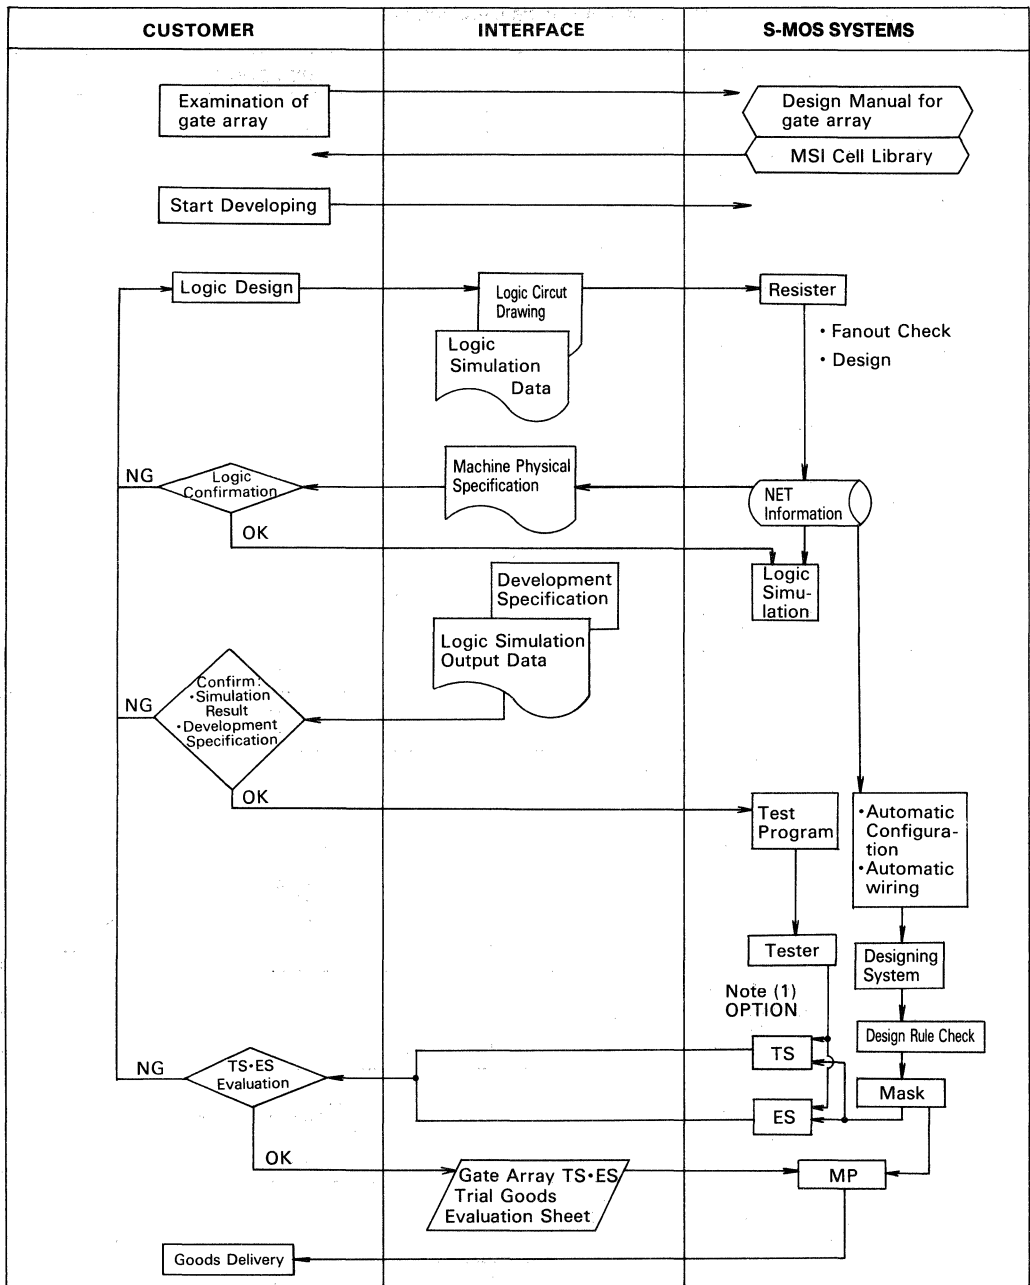 CUSTOMER
INTERFACE
S-MOS SYSTEMS
Examination of
gate array
Design Manual for
gate array
MSI Cell Library
Start Developing
Logic Design
Logic Circut
Drawing
Resister
Logic
Simulation
Data
• Fanout Check
• Design
NG
Logic
Confirmation
Machine Physical
Specification
NET
Information
OK
Logic
Simu-
lation
Development
Specification
Logic Simulation
Output Data
NG
Confirm:
•Simulation
Result
•Development
Specification
OK
Test
Program
•Automatic
Configura-
tion
•Automatic
wiring
Tester
Designing
System
Note (1)
OPTION
Design Rule Check
TS
NG
TS•ES
Evaluation
Mask
ES
OK
Gate Array TS•ES
Trial Goods
Evaluation Sheet
MP
Goods Delivery